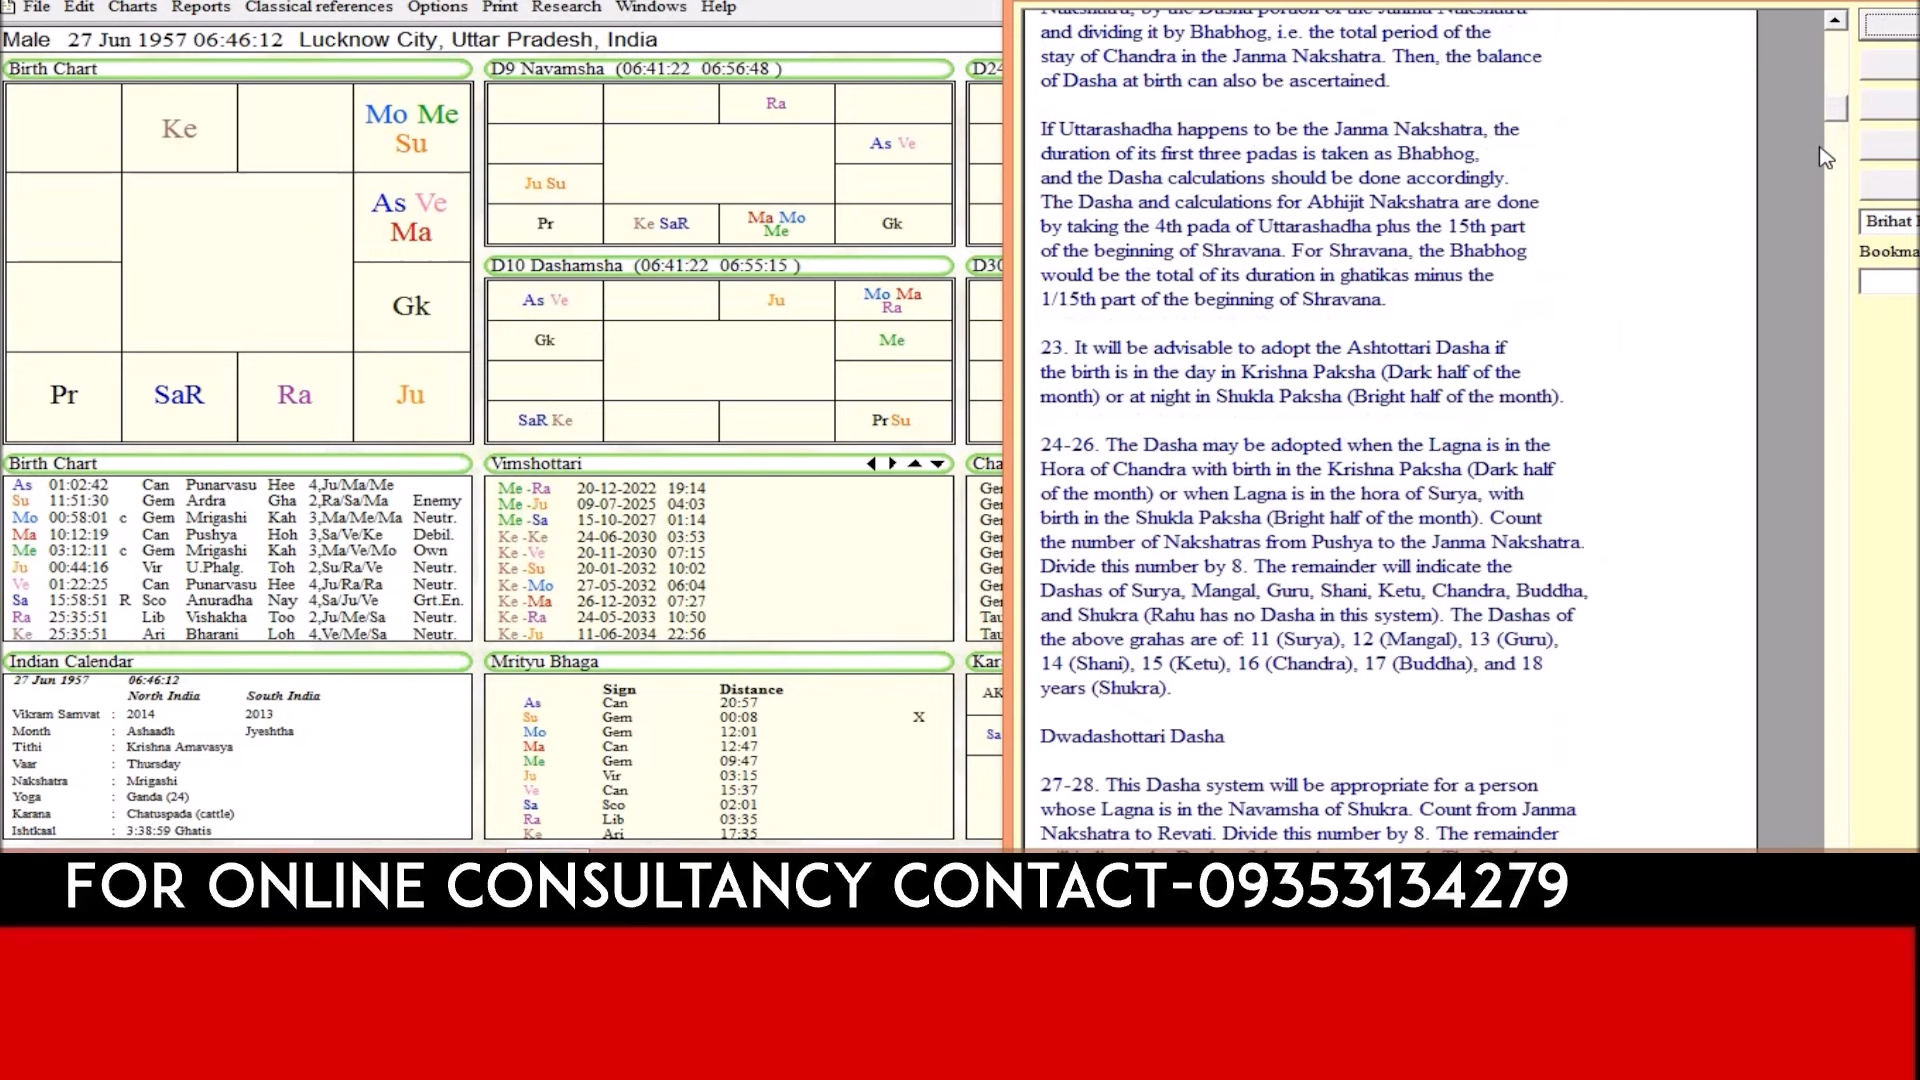 File Edit Charts Reports Classical references Options Print Research Windows Help
Male 27 Jun 1957 06:46:12 Lucknow City, Uttar Pradesh, India
Birth Chart
Ke
Mo Me
Su
As Ve
Ma
Gk
Pr SaR Ra Ju
D9 Navamsha (06:41:22 06:56:48 )
Ra
As Ve
Ju Su
Pr Ke SaR Ma Mo Gk
Me
D10 Dashamsha (06:41:22 06:55:15 )
As Ve Ju Mo Ma
Ra
Gk Me
SaR Ke Pr Su
D24
D30
Birth Chart
As 01:02:42 Can Punarvasu Hee 4,Ju/Ma/Me
Su 11:51:30 Gem Ardra Gha 2,Ra/Sa/Ma Enemy
Mo 00:58:01 c Gem Mrigashi Kah 3,Ma/Me/Ma Neutr.
Ma 10:12:19 Can Pushya Hoh 3,Sa/Ve/Ke Debil.
Me 03:12:11 c Gem Mrigashi Kah 3,Ma/Ve/Mo Own
Ju 00:44:16 Vir U.Phalg. Toh 2,Su/Ra/Ve Neutr.
Ve 01:22:25 Can Punarvasu Hee 4,Ju/Ra/Ra Neutr.
Sa 15:58:51 R Sco Anuradha Nay 4,Sa/Ju/Ve Grt.En.
Ra 25:35:51 Lib Vishakha Too 2,Ju/Me/Sa Neutr.
Ke 25:35:51 Ari Bharani Loh 4,Ve/Me/Sa Neutr.
Vimshottari
Me -Ra 20-12-2022 19:14
Me -Ju 09-07-2025 04:03
Me -Sa 15-10-2027 01:14
Ke -Ke 24-06-2030 03:53
Ke -Ve 20-11-2030 07:15
Ke -Su 20-01-2032 10:02
Ke -Mo 27-05-2032 06:04
Ke -Ma 26-12-2032 07:27
Ke -Ra 24-05-2033 10:50
Ke -Ju 11-06-2034 22:56
Cha
Ger
Ger
Ger
Ger
Ger
Ger
Ger
Ger
Tau
Tau
Indian Calendar
27 Jun 1957 06:46:12
North India South India
Vikram Samvat : 2014 2013
Month : Ashaadh Jyeshtha
Tithi : Krishna Amavasya
Vaar : Thursday
Nakshatra : Mrigashi
Yoga : Ganda (24)
Karana : Chatuspada (cattle)
Ishtkaal : 3:38:59 Ghatis
Mrityu Bhaga
Sign Distance
As Can 20:57
Su Gem 00:08 X
Mo Gem 12:01
Ma Can 12:47
Me Gem 09:47
Ju Vir 03:15
Ve Can 15:37
Sa Sco 02:01
Ra Lib 03:35
Ke Ari 17:35
Kar
AK
Sa
Nakshatra, by the Dasha portion of the Janma Nakshatra
and dividing it by Bhabhog, i.e. the total period of the
stay of Chandra in the Janma Nakshatra. Then, the balance
of Dasha at birth can also be ascertained.
If Uttarashadha happens to be the Janma Nakshatra, the
duration of its first three padas is taken as Bhabhog,
and the Dasha calculations should be done accordingly.
The Dasha and calculations for Abhijit Nakshatra are done
by taking the 4th pada of Uttarashadha plus the 15th part
of the beginning of Shravana. For Shravana, the Bhabhog
would be the total of its duration in ghatikas minus the
1/15th part of the beginning of Shravana.
23. It will be advisable to adopt the Ashtottari Dasha if
the birth is in the day in Krishna Paksha (Dark half of the
month) or at night in Shukla Paksha (Bright half of the month).
24-26. The Dasha may be adopted when the Lagna is in the
Hora of Chandra with birth in the Krishna Paksha (Dark half
of the month) or when Lagna is in the hora of Surya, with
birth in the Shukla Paksha (Bright half of the month). Count
the number of Nakshatras from Pushya to the Janma Nakshatra.
Divide this number by 8. The remainder will indicate the
Dashas of Surya, Mangal, Guru, Shani, Ketu, Chandra, Buddha,
and Shukra (Rahu has no Dasha in this system). The Dashas of
the above grahas are of: 11 (Surya), 12 (Mangal), 13 (Guru),
14 (Shani), 15 (Ketu), 16 (Chandra), 17 (Buddha), and 18
years (Shukra).
Dwadashottari Dasha
27-28. This Dasha system will be appropriate for a person
whose Lagna is in the Navamsha of Shukra. Count from Janma
Nakshatra to Revati. Divide this number by 8. The remainder
Brihat
Bookma
FOR ONLINE CONSULTANCY CONTACT-09353134279